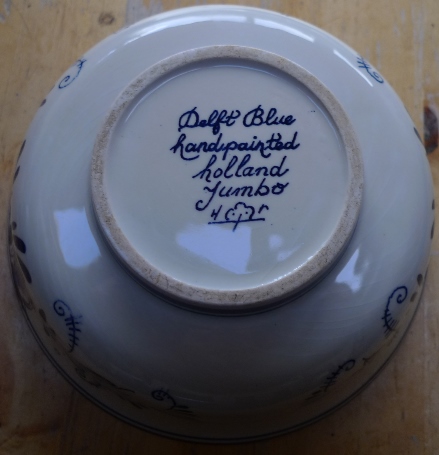 Delft Blue
handpainted
holland
Jumbo